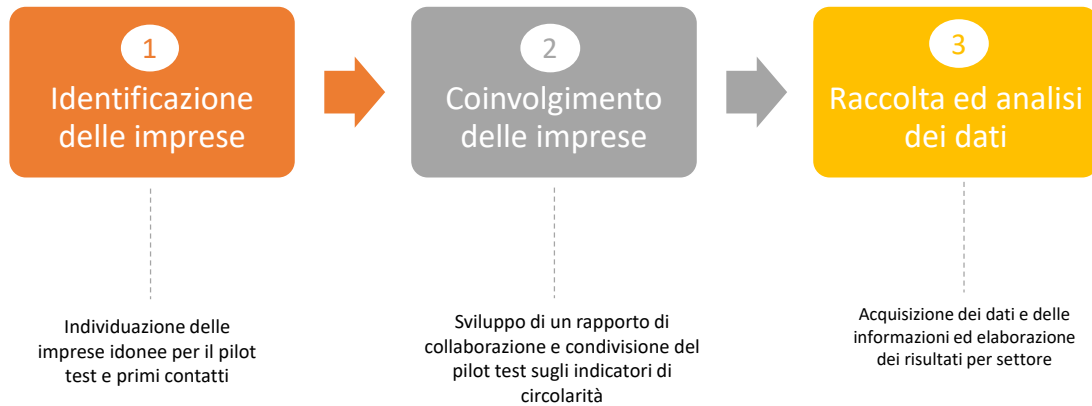 1
Identificazione
delle imprese
2
Coinvolgimento
delle imprese
3
Raccolta ed analisi
dei dati
Individuazione delle
imprese idonee per il pilot
test e primi contatti
Sviluppo di un rapporto di
collaborazione e condivisione del
pilot test sugli indicatori di
circolarità
Acquisizione dei dati e delle
informazioni ed elaborazione
dei risultati per settore